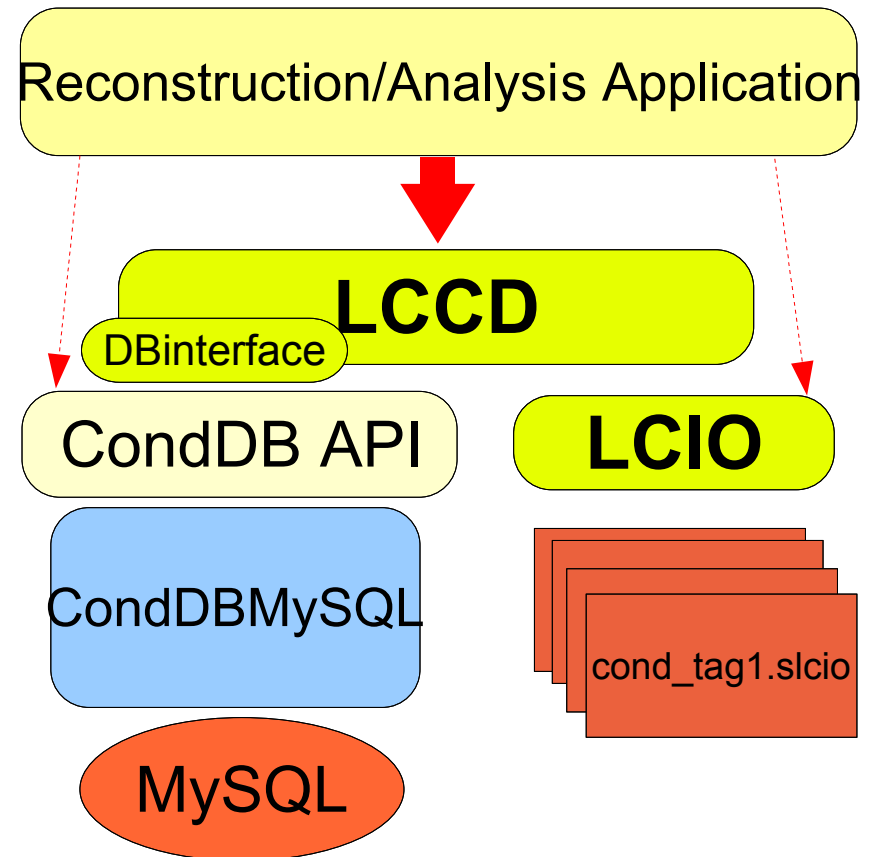 Reconstruction/Analysis Application
LCCD
DBinterface
CondDB API
LCIO
CondDBMySQL
cond_tag1.slcio
MySQL